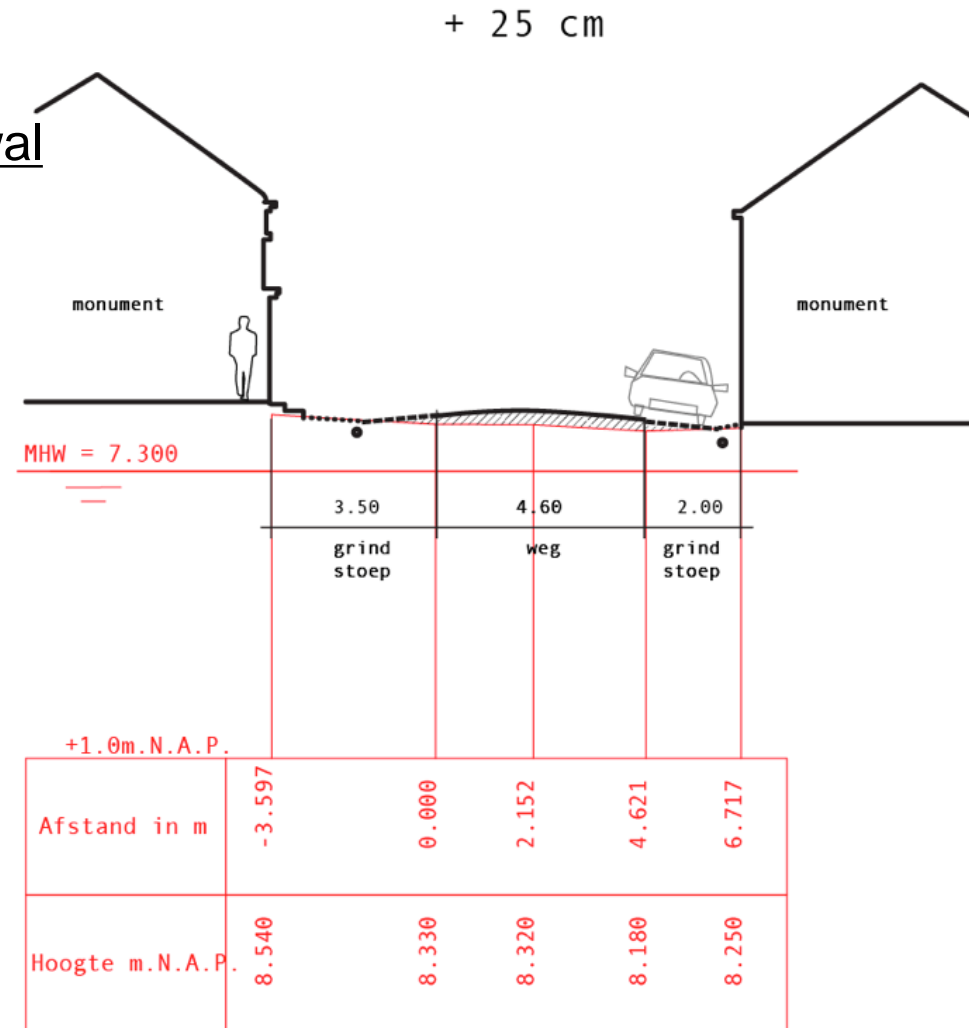 + 25 cm
monument
monument
MHW = 7.300
3.50
4.60
2.00
grind
stoep
weg
grind
stoep
+1.0m.N.A.P.
Afstand in m
-3.597
0.000
2.152
4.621
6.717
Hoogte m.N.A.P.
8.540
8.330
8.320
8.180
8.250